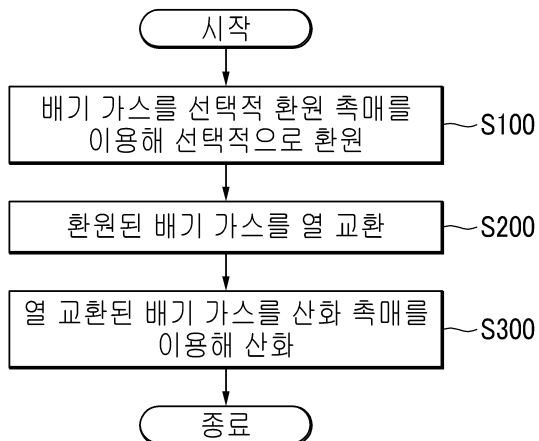 시작
배기 가스를 선택적 환원 촉매를
이용해 선택적으로 환원
S100
환원된 배기 가스를 열 교환
S200
열 교환된 배기 가스를 산화 촉매를
이용해 산화
S300
종료